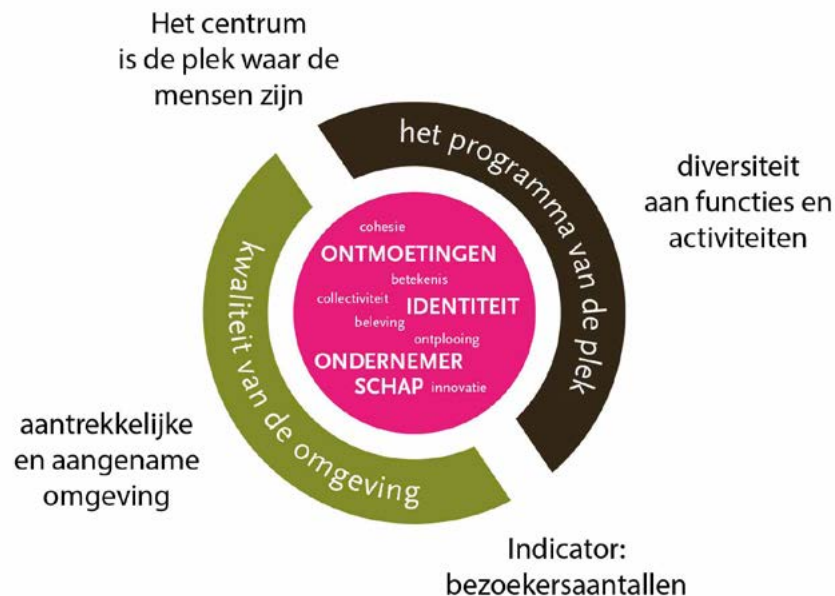 Het centrum
is de plek waar de
mensen zijn
het programma van de plek
diversiteit
aan functies en
activiteiten
cohesie
ONTMOETINGEN
betekenis
collectiviteit IDENTITEIT
beleving
ontplooing
ONDERNEMER
SCHAP innovatie
kwaliteit van de omgeving
aantrekkelijke
en aangename
omgeving
Indicator:
bezoekersaantallen